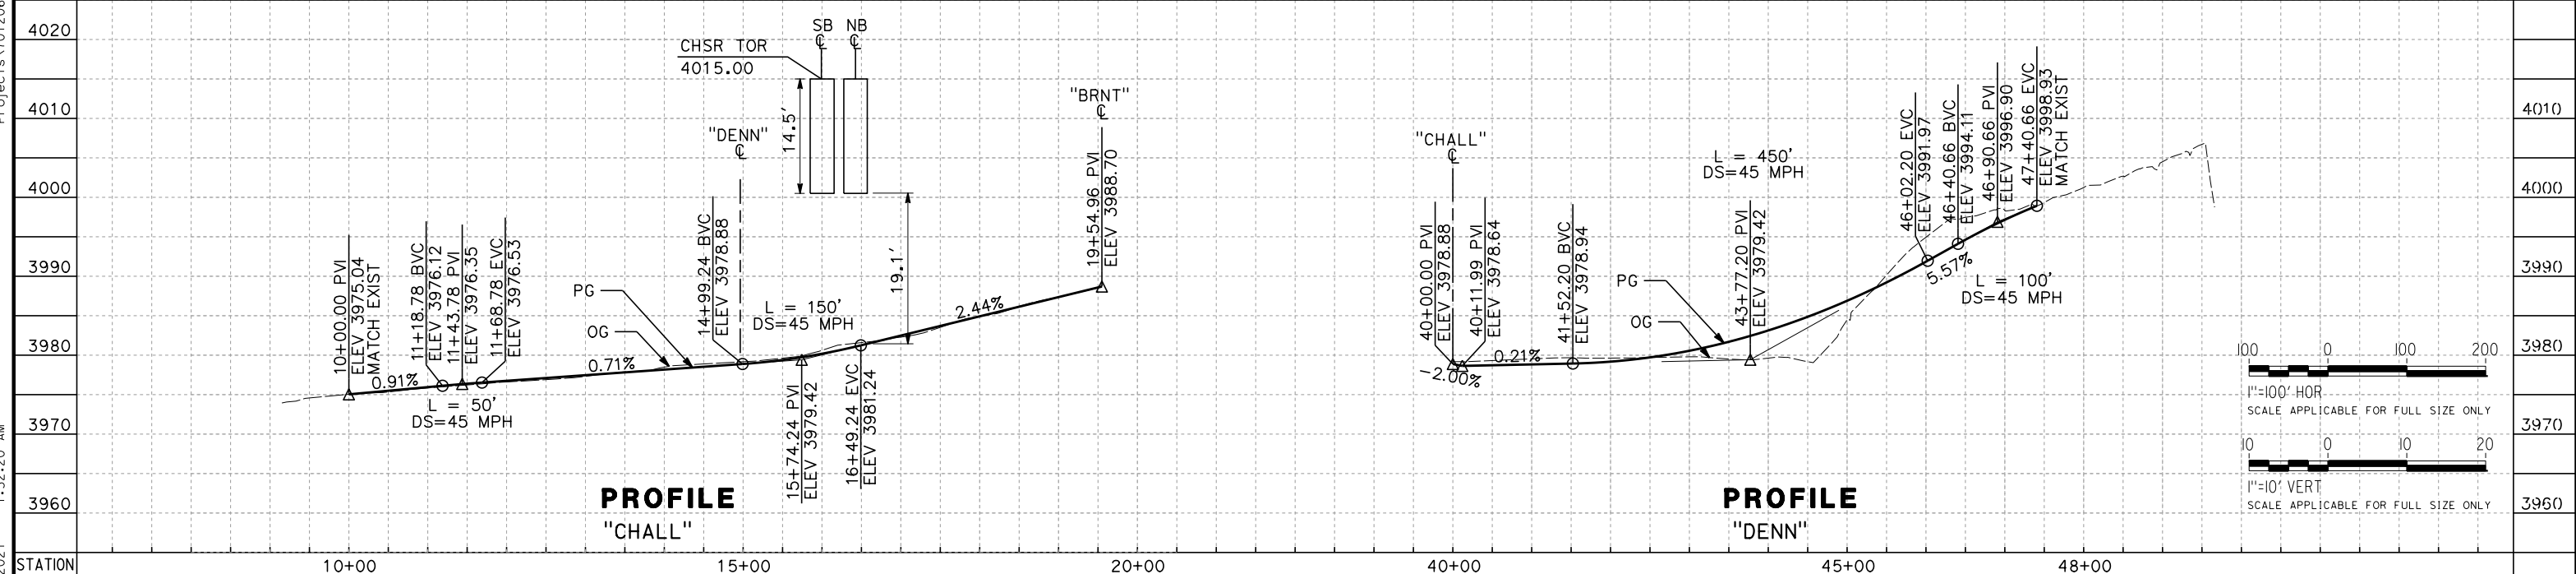 4020
4010
4000
3990
3980
3970
3960
STATION
10+00.00 PVI
ELEV 3975.04
MATCH EXIST
0.91%
11+18.78 BVC
ELEV 3976.12
11+43.78 PVI
ELEV 3976.35
11+68.78 EVC
ELEV 3976.53
L = 50'
DS=45 MPH
PG
OG
0.71%
14+99.24 BVC
ELEV 3978.88
"DENN"
℄
CHSR TOR
4015.00
SB NB
℄ ℄
14.5'
19.1'
L = 150'
DS=45 MPH
15+74.24 PVI
ELEV 3979.42
16+49.24 EVC
ELEV 3981.24
2.44%
"BRNT"
℄
19+54.96 PVI
ELEV 3988.70
PROFILE
"CHALL"
10+00
15+00
20+00
"CHALL"
℄
40+00.00 PVI
ELEV 3978.88
40+11.99 PVI
ELEV 3978.64
-2.00%
0.21%
41+52.20 BVC
ELEV 3978.94
PG
OG
L = 450'
DS=45 MPH
43+77.20 PVI
ELEV 3979.42
46+02.20 EVC
ELEV 3991.97
46+40.66 BVC
ELEV 3994.11
46+90.66 PVI
ELEV 3996.90
47+40.66 EVC
ELEV 3998.93
MATCH EXIST
5.57%
L = 100'
DS=45 MPH
PROFILE
"DENN"
40+00
45+00
48+00
100 0 100 200
1"=100' HOR
SCALE APPLICABLE FOR FULL SIZE ONLY
10 0 10 20
1"=10' VERT
SCALE APPLICABLE FOR FULL SIZE ONLY
4010
4000
3990
3980
3970
3960